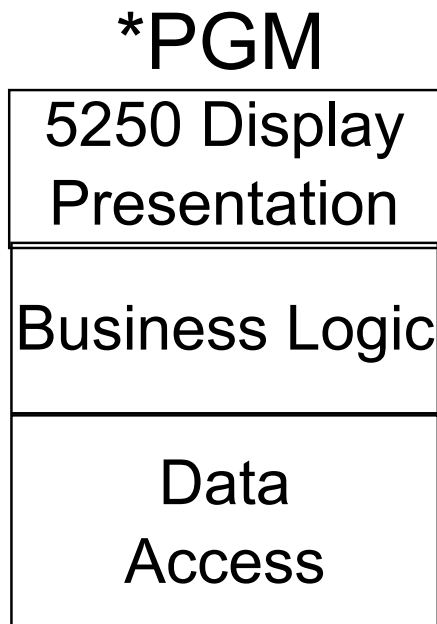 *PGM
5250 Display
Presentation
Business Logic
Data
Access